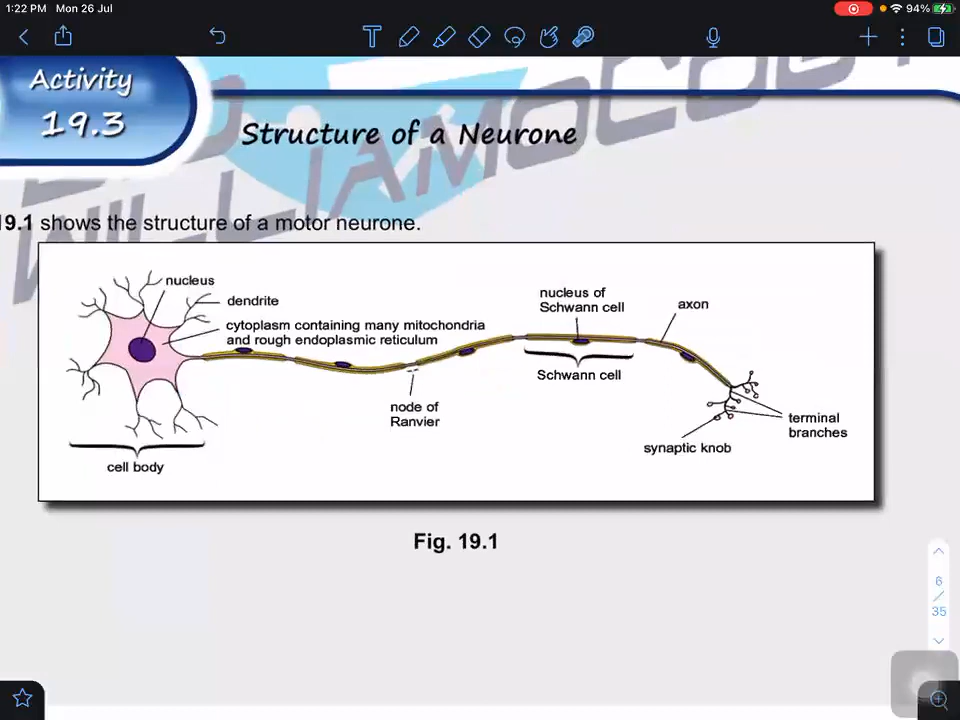 1:22 PM Mon 26 Jul
94%
Activity
19.3
Structure of a Neurone
19.1 shows the structure of a motor neurone.
nucleus
dendrite
cytoplasm containing many mitochondria
and rough endoplasmic reticulum
nucleus of
Schwann cell
axon
Schwann cell
node of
Ranvier
terminal
branches
synaptic knob
cell body
Fig. 19.1
6
/
35